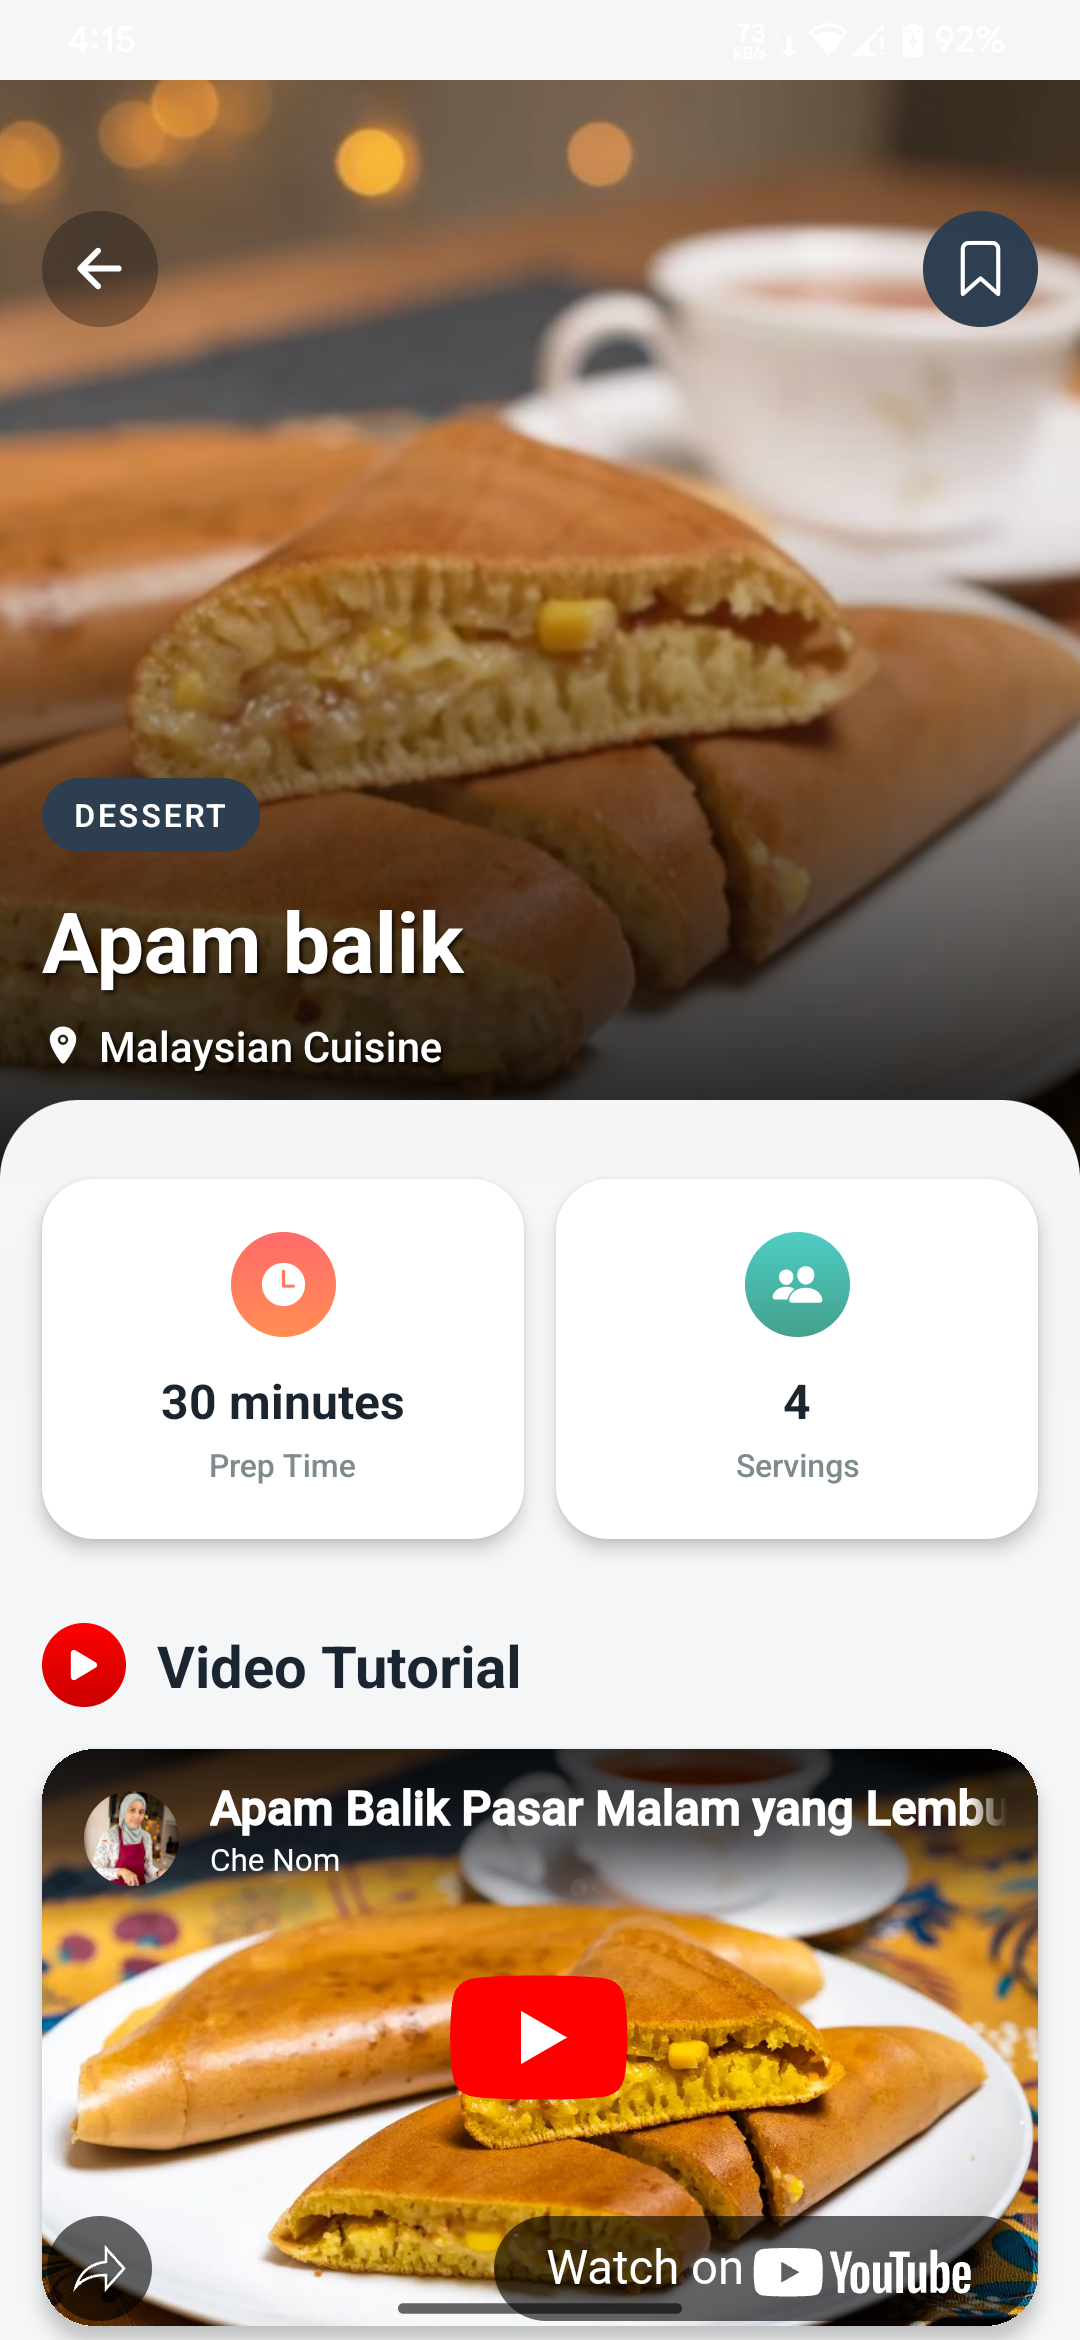 4:15
73
kB/s
92%
DESSERT
Apam balik
Malaysian Cuisine
30 minutes
Prep Time
4
Servings
Video Tutorial
Apam Balik Pasar Malam yang Lembu
Che Nom
Watch on YouTube